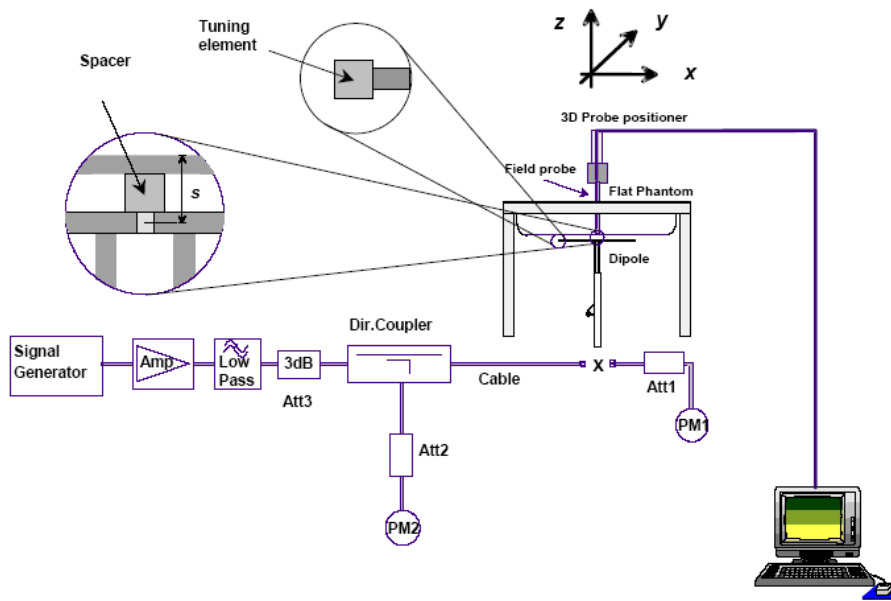 Tuning
element
Spacer
s
z
y
x
3D Probe positioner
Field probe
Flat Phantom
Dipole
Dir.Coupler
Signal
Generator
Amp
Low
Pass
3dB
Att3
Cable
x
Att1
PM1
Att2
PM2